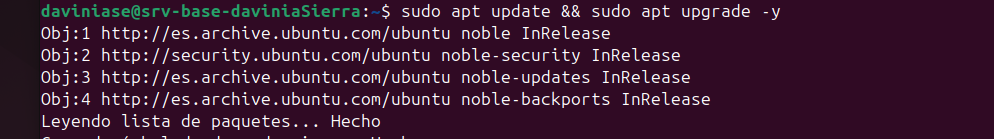 daviniase@srv-base-daviniaSierra:~$ sudo apt update && sudo apt upgrade -y
Obj:1 http://es.archive.ubuntu.com/ubuntu noble InRelease
Obj:2 http://security.ubuntu.com/ubuntu noble-security InRelease
Obj:3 http://es.archive.ubuntu.com/ubuntu noble-updates InRelease
Obj:4 http://es.archive.ubuntu.com/ubuntu noble-backports InRelease
Leyendo lista de paquetes... Hecho